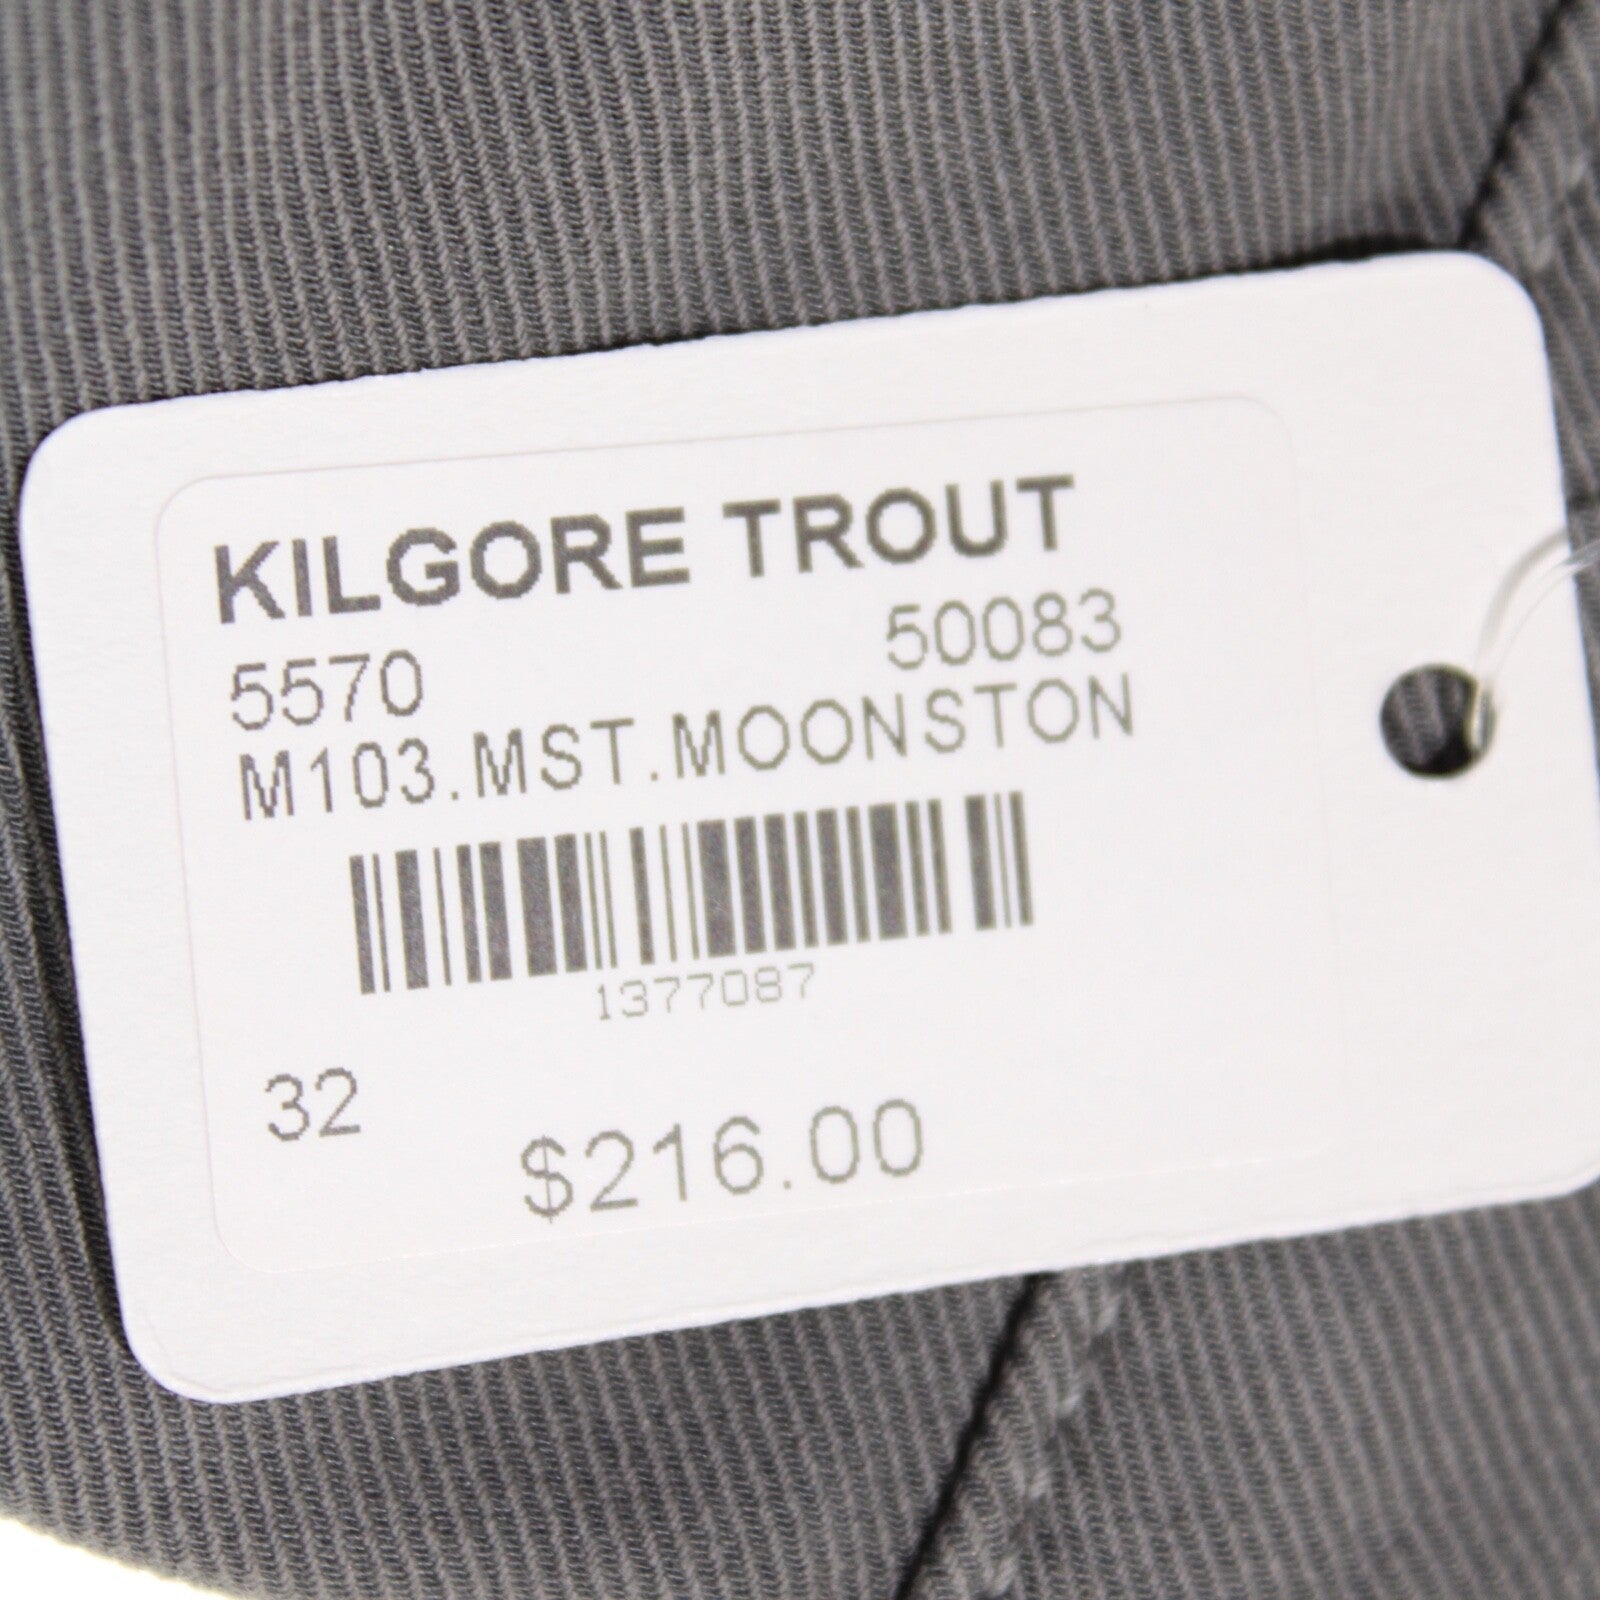 KILGORE TROUT
5570 50083
M103.MST.MOONSTON
1377087
32
$216.00